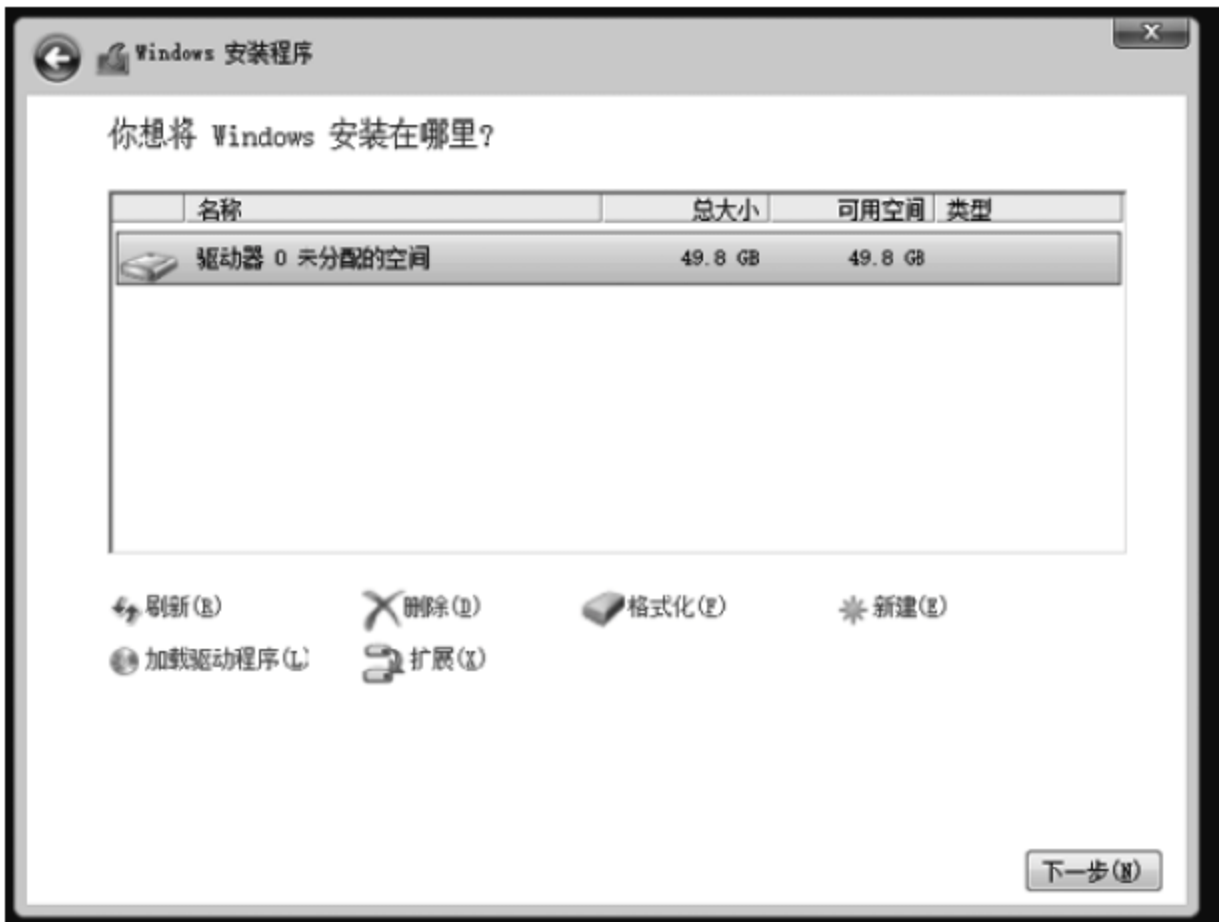 Windows 安装程序
你想将 Windows 安装在哪里?
名称 总大小 可用空间 类型
驱动器 0 未分配的空间 49.8 GB 49.8 GB
刷新(R) 删除(D) 格式化(F) 新建(E)
加载驱动程序(L) 扩展(X)
下一步(N)